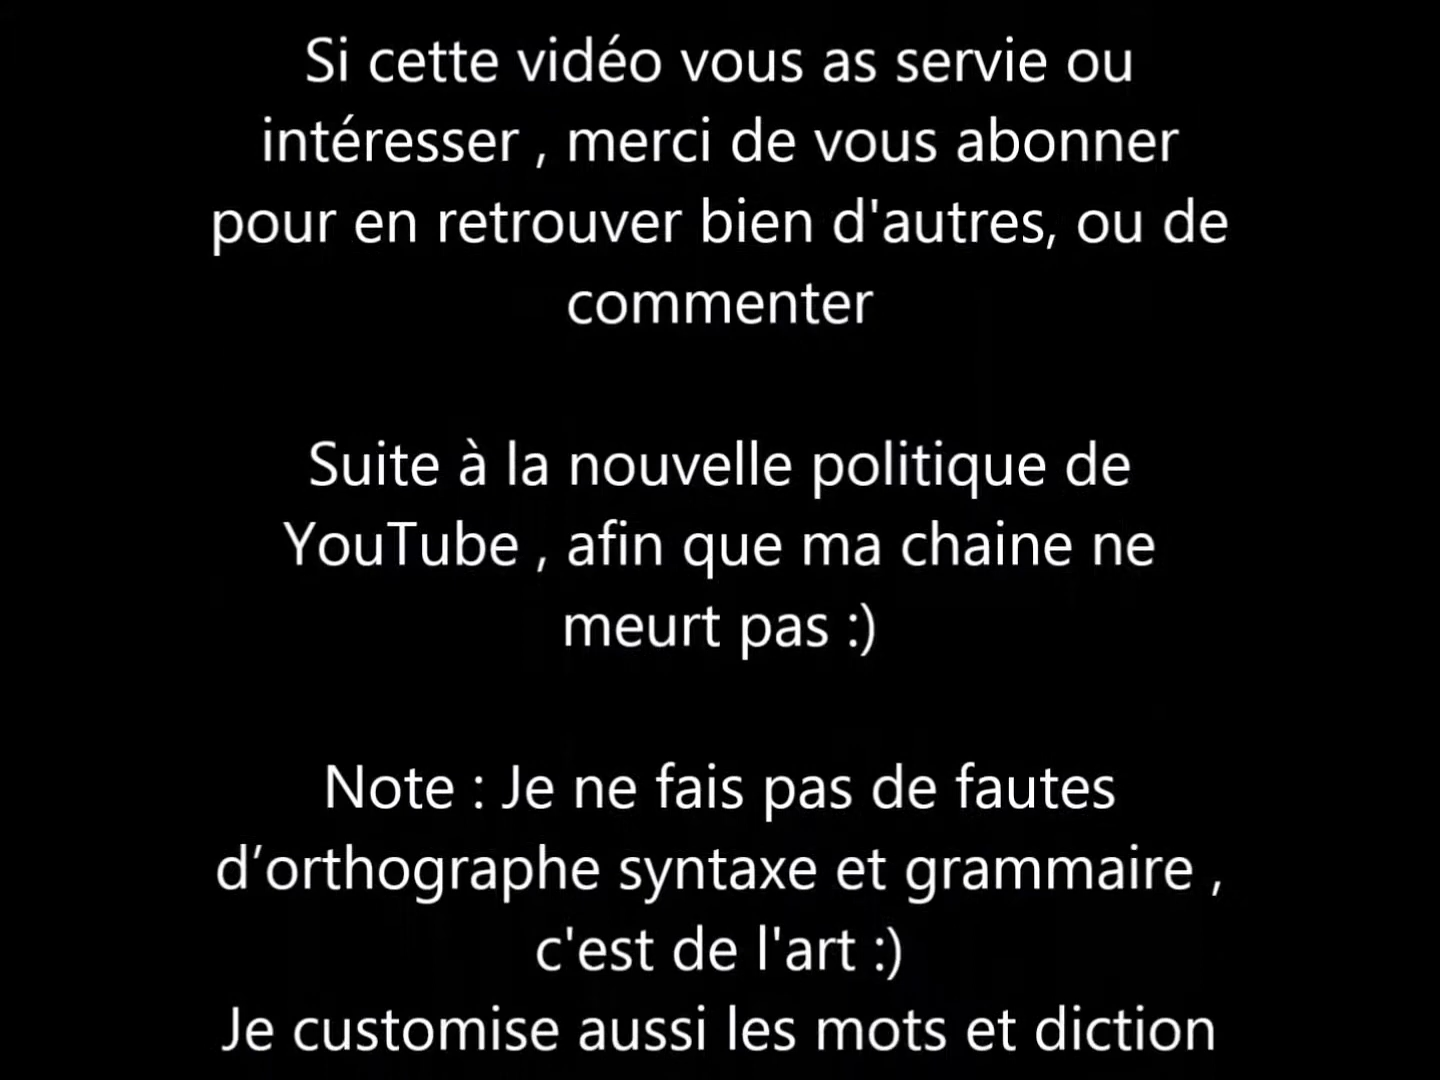 Si cette vidéo vous as servie ou
intéresser , merci de vous abonner
pour en retrouver bien d'autres, ou de
commenter
Suite à la nouvelle politique de
YouTube , afin que ma chaine ne
meurt pas :)
Note : Je ne fais pas de fautes
d’orthographe syntaxe et grammaire ,
c'est de l'art :)
Je customise aussi les mots et diction